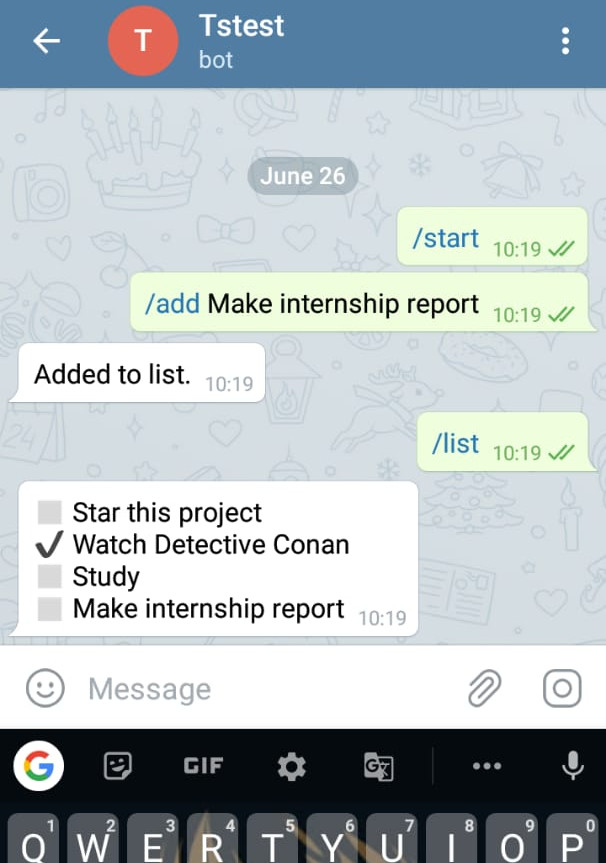 T
Tstest
bot
June 26
/start 10:19
/add Make internship report 10:19
Added to list. 10:19
/list 10:19
Star this project
Watch Detective Conan
Study
Make internship report 10:19
Message
G GIF G
1 2 3 4 5 6 7 8 9 0
Q W E R T Y U I O P